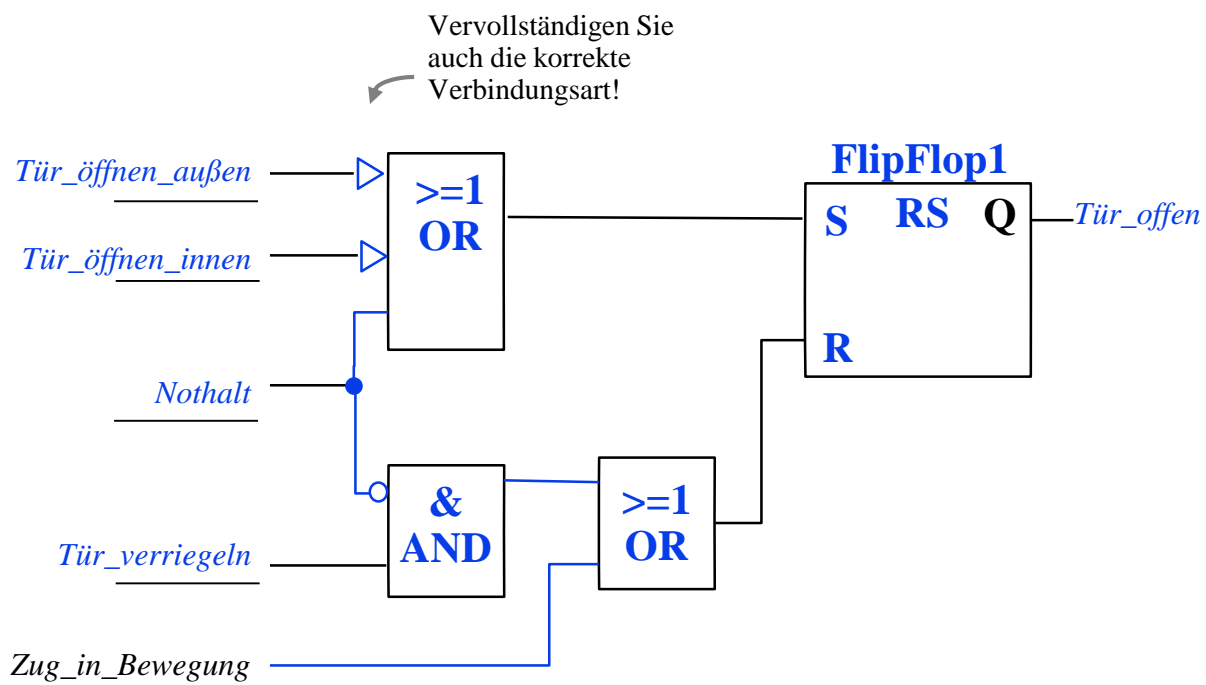 Vervollständigen Sie
auch die korrekte
Verbindungsart!
Tür_öffnen_außen
>=1
OR
FlipFlop1
S RS Q
Tür_offen
Tür_öffnen_innen
R
Nothalt
&
AND
>=1
OR
Tür_verriegeln
Zug_in_Bewegung